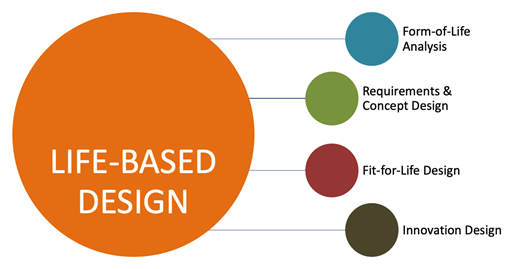 LIFE-BASED
DESIGN
Form-of-Life
Analysis
Requirements &
Concept Design
Fit-for-Life Design
Innovation Design